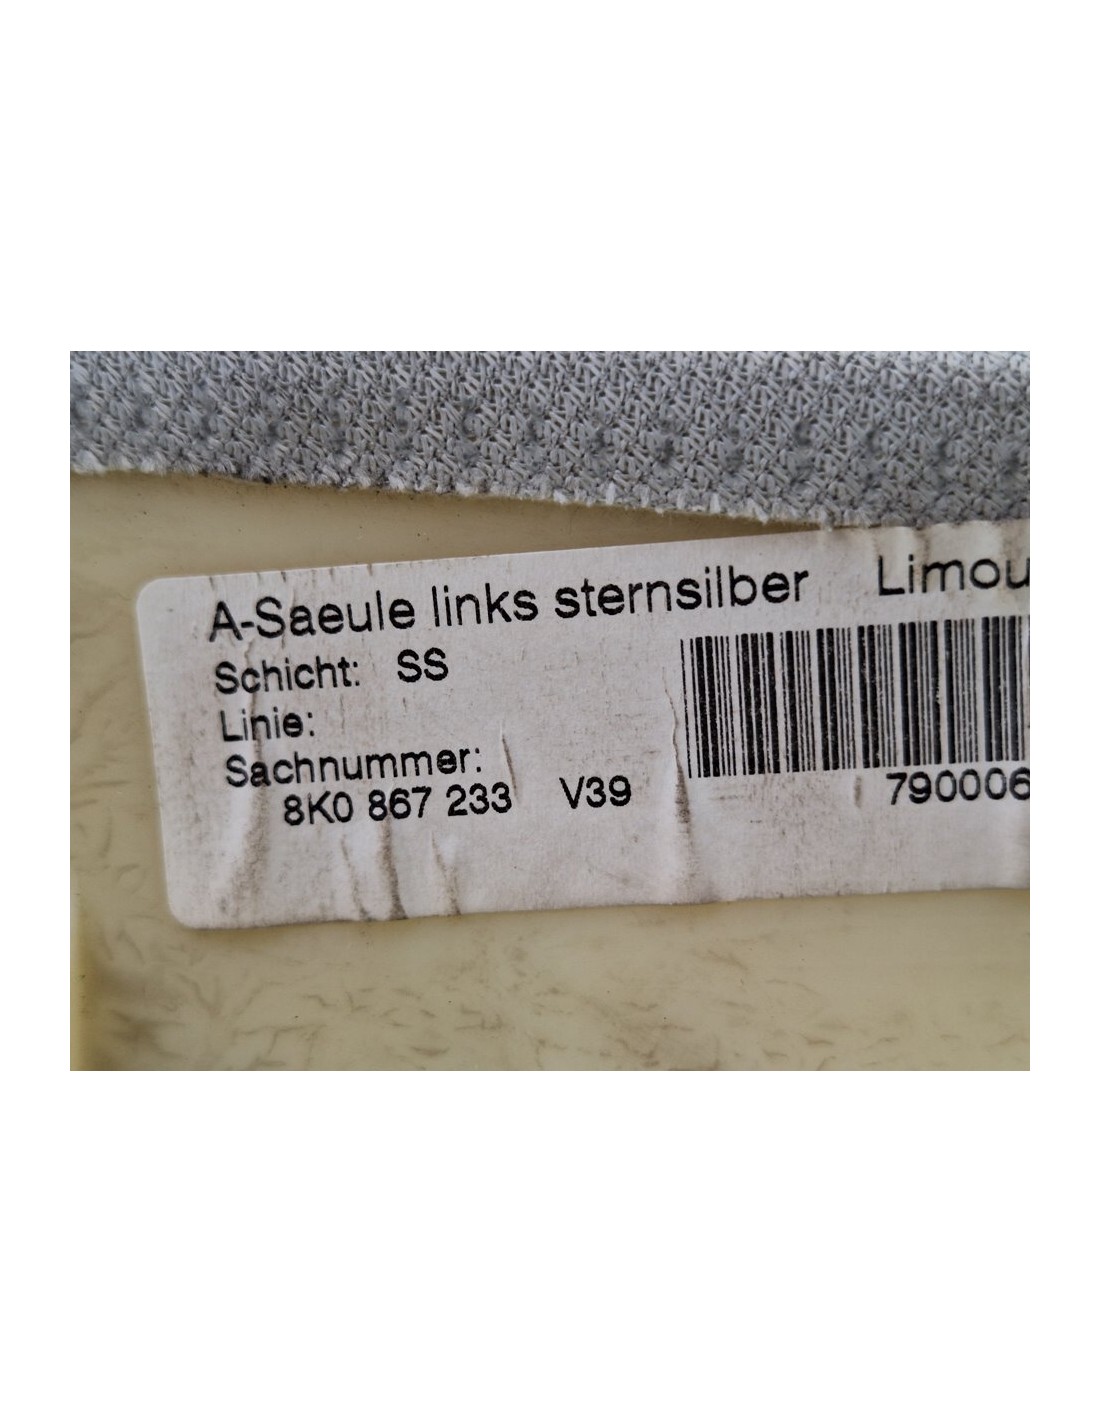 A-Saeule links sternsilber Limou
Schicht: SS
Linie:
Sachnummer:
8K0 867 233 V39
790006